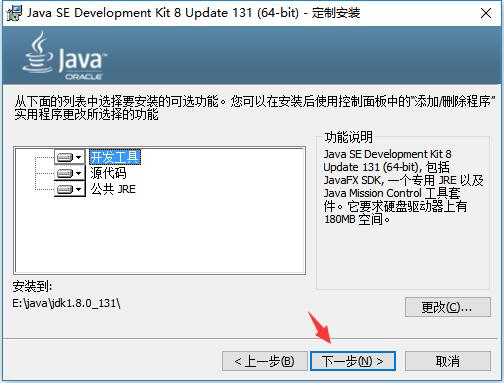 Java SE Development Kit 8 Update 131 (64-bit) - 定制安装
Java
ORACLE
从下面的列表中选择要安装的可选功能。您可以在安装后使用控制面板中的“添加/删除程序”
实用程序更改所选择的功能
开发工具
源代码
公共 JRE
功能说明
Java SE Development Kit 8
Update 131 (64-bit), 包括
JavaFX SDK, 一个专用 JRE 以及
Java Mission Control 工具套
件。它要求硬盘驱动器上有
180MB 空间。
安装到:
E:\java\jdk1.8.0_131\
更改(C)...
< 上一步(B)
下一步(N) >
取消